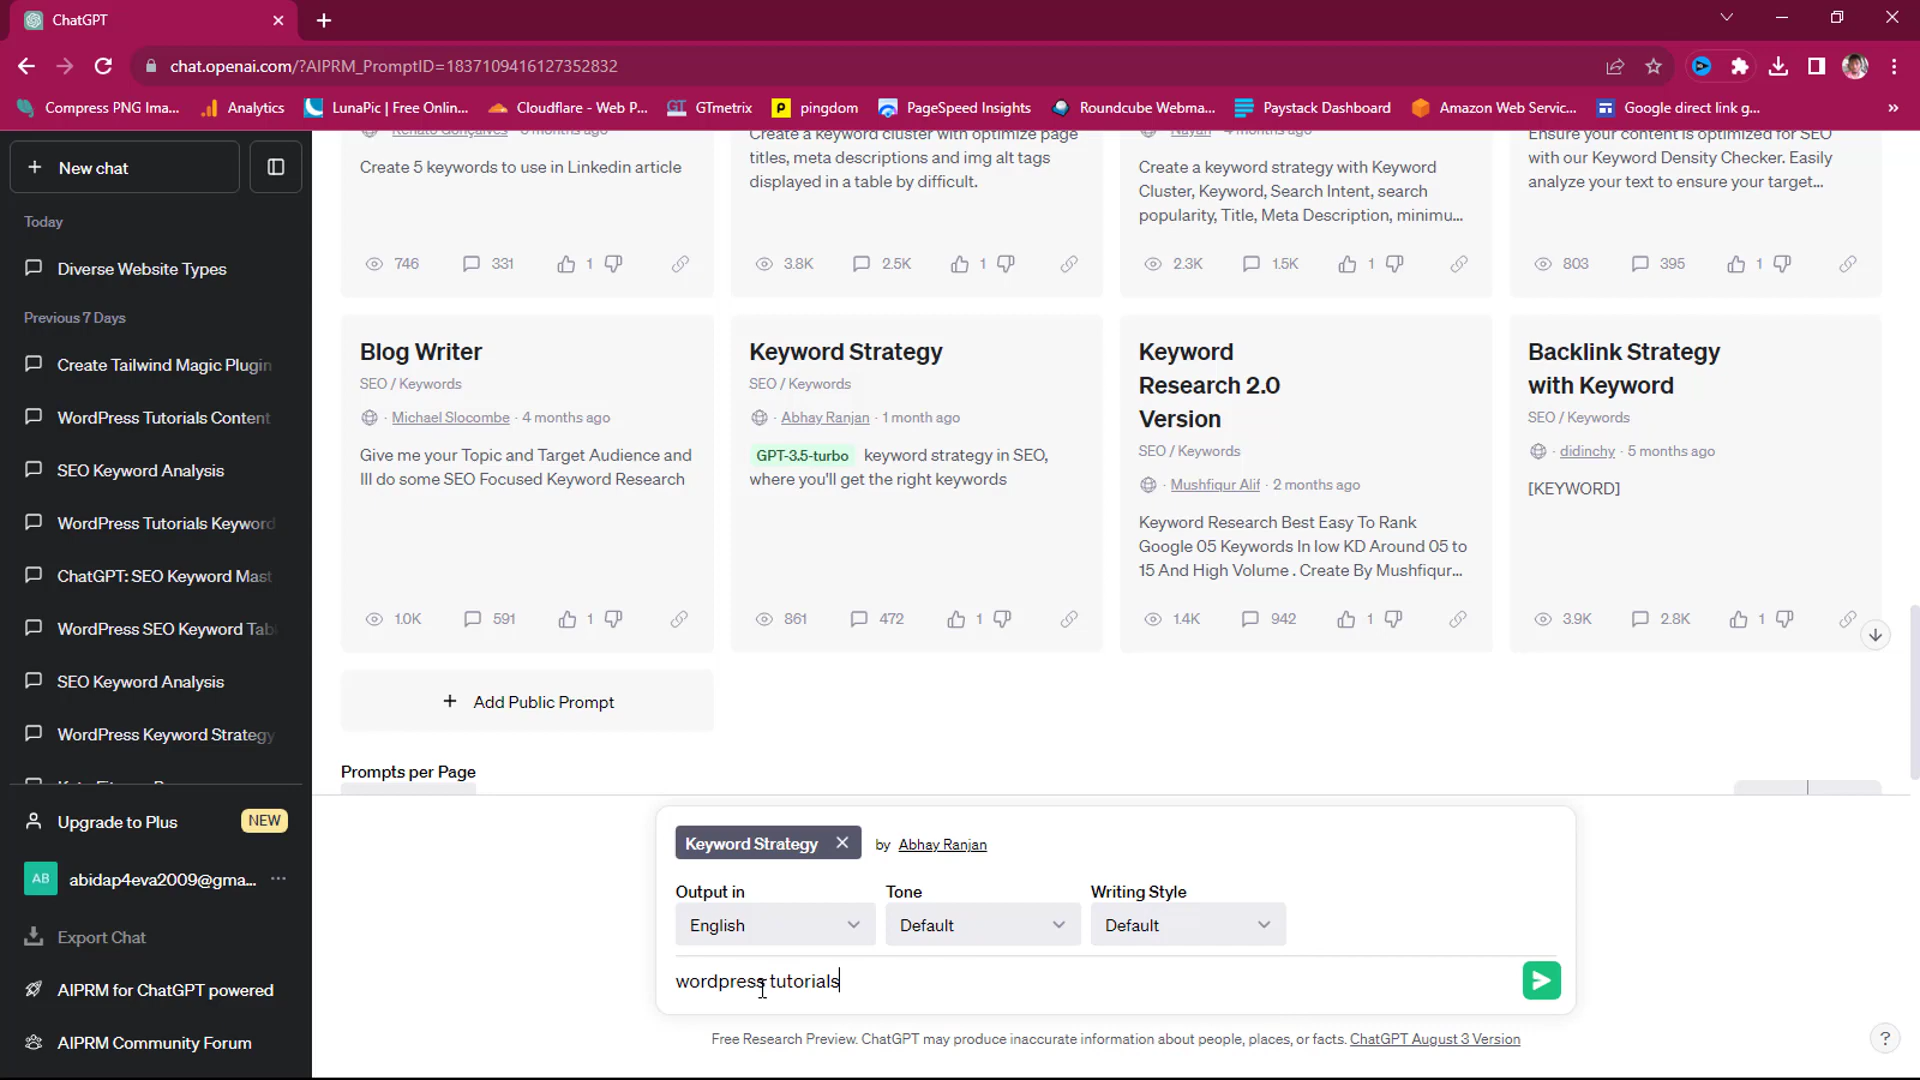 ChatGPT
chat.openai.com/?AIPRM_PromptID=1837109416127352832
Compress PNG Ima...
Analytics
LunaPic | Free Onlin...
Cloudflare - Web P...
GTmetrix
pingdom
PageSpeed Insights
Roundcube Webma...
Paystack Dashboard
Amazon Web Servic...
Google direct link g...
New chat
Today
Diverse Website Types
Previous 7 Days
Create Tailwind Magic Plugin
WordPress Tutorials Content
SEO Keyword Analysis
WordPress Tutorials Keyword
ChatGPT: SEO Keyword Mast
WordPress SEO Keyword Tab
SEO Keyword Analysis
WordPress Keyword Strategy
Upgrade to Plus
NEW
AB
abidap4eva2009@gma...
Export Chat
AIPRM for ChatGPT powered
AIPRM Community Forum
Renato Gonçalves
months ago
Create 5 keywords to use in Linkedin article
746 331 1
Create a keyword cluster with optimize page
titles, meta descriptions and img alt tags
displayed in a table by difficult.
3.8K 2.5K 1
Nayan · 4 months ago
Create a keyword strategy with Keyword
Cluster, Keyword, Search Intent, search
popularity, Title, Meta Description, minimu...
2.3K 1.5K 1
Ensure your content is optimized for SEO
with our Keyword Density Checker. Easily
analyze your text to ensure your target...
803 395 1
Blog Writer
SEO / Keywords
· Michael Slocombe · 4 months ago
Give me your Topic and Target Audience and
Ill do some SEO Focused Keyword Research
1.0K 591 1
Keyword Strategy
SEO / Keywords
· Abhay Ranjan · 1 month ago
GPT-3.5-turbo keyword strategy in SEO,
where you'll get the right keywords
861 472 1
Keyword
Research 2.0
Version
SEO / Keywords
· Mushfiqur Alif · 2 months ago
Keyword Research Best Easy To Rank
Google 05 Keywords In low KD Around 05 to
15 And High Volume . Create By Mushfiqur...
1.4K 942 1
Backlink Strategy
with Keyword
SEO / Keywords
· didinchy · 5 months ago
[KEYWORD]
3.9K 2.8K 1
Add Public Prompt
Prompts per Page
Keyword Strategy
by Abhay Ranjan
Output in
English
Tone
Default
Writing Style
Default
wordpress tutorials
Free Research Preview. ChatGPT may produce inaccurate information about people, places, or facts. ChatGPT August 3 Version
?